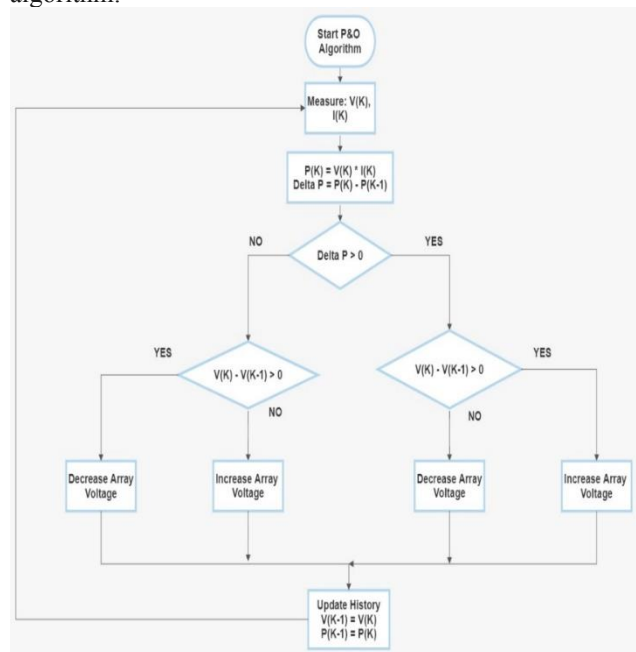 algorithm.
Start P&O
Algorithm
Measure: V(K),
I(K)
P(K) = V(K) * I(K)
Delta P = P(K) - P(K-1)
NO
Delta P > 0
YES
YES
V(K) - V(K-1) > 0
NO
V(K) - V(K-1) > 0
YES
NO
Decrease Array
Voltage
Increase Array
Voltage
Decrease Array
Voltage
Increase Array
Voltage
Update History
V(K-1) = V(K)
P(K-1) = P(K)